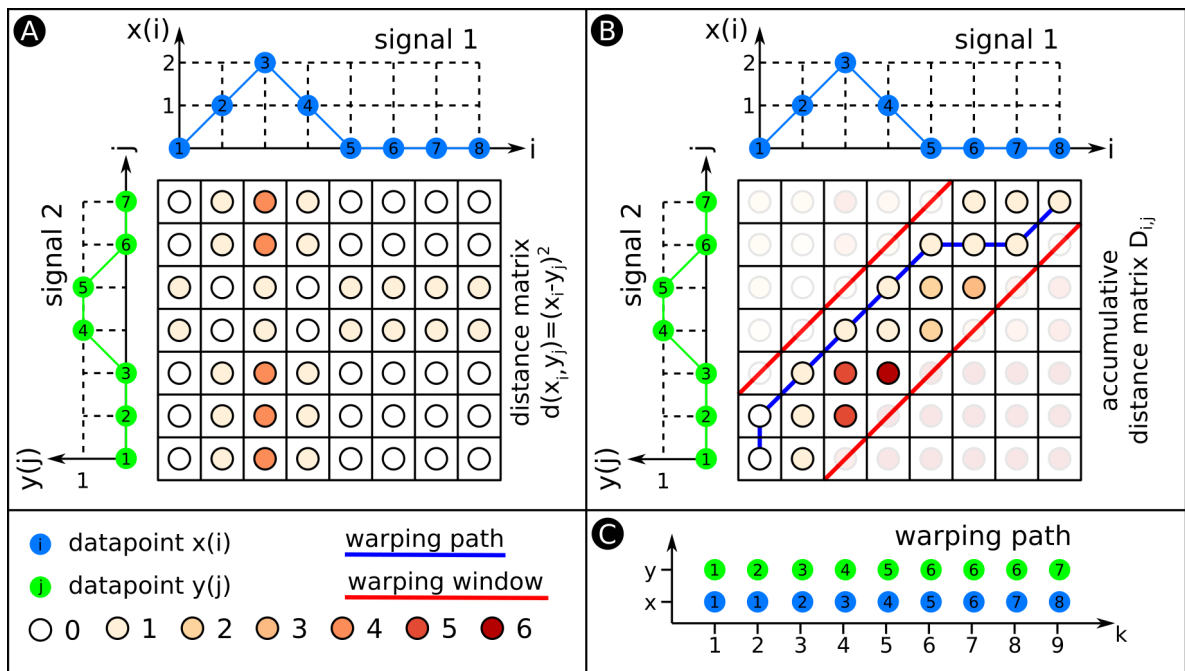 A
x(i)
signal 1
2
1
1 2 3 4 5 6 7 8
i
j
signal 2
7
6
5
4
3
2
1
y(j)
1
distance matrix
d(xi,yj)=(xi-yj)²
B
x(i)
signal 1
2
1
1 2 3 4 5 6 7 8
i
j
signal 2
7
6
5
4
3
2
1
y(j)
1
accumulative
distance matrix Di,j
i datapoint x(i)
warping path
j datapoint y(j)
warping window
0 1 2 3 4 5 6
C
warping path
y 1 2 3 4 5 6 6 6 7
x 1 1 2 3 4 5 6 7 8
k
1 2 3 4 5 6 7 8 9